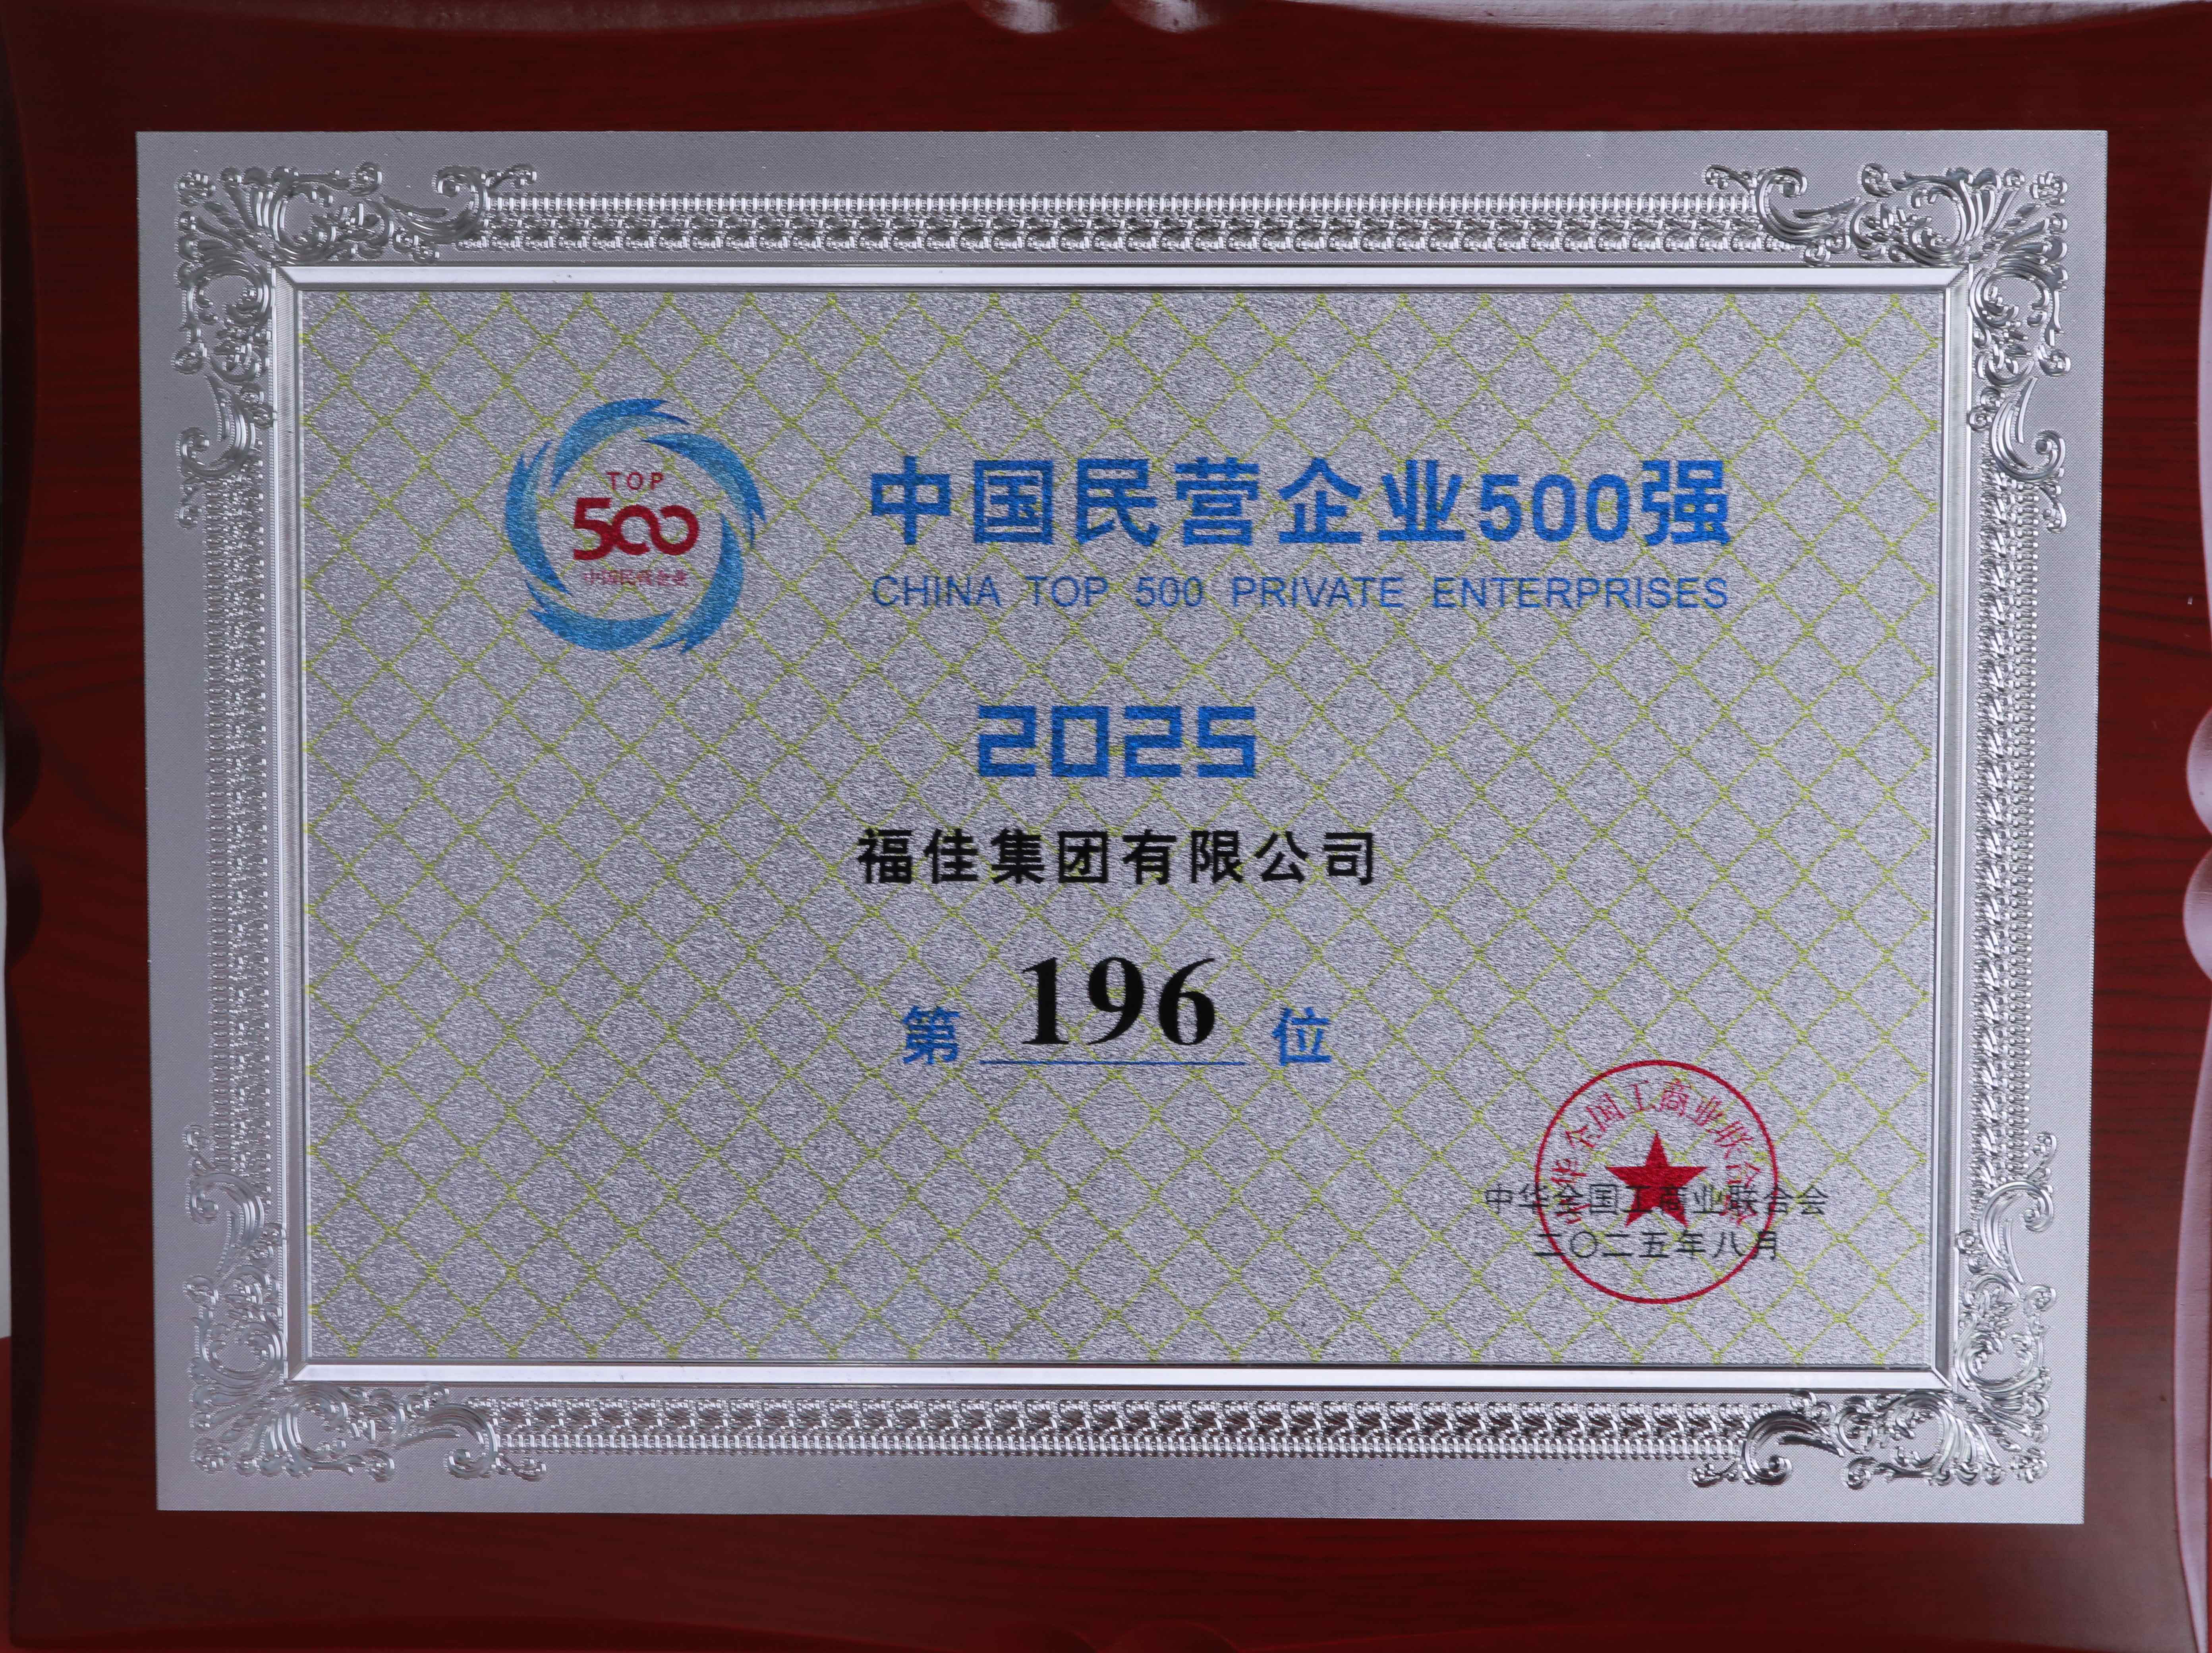 TOP
500
中国民营企业
中国民营企业500强
CHINA TOP 500 PRIVATE ENTERPRISES
2025
福佳集团有限公司
第 196 位
中华全国工商业联合会
中华全国工商业联合会
二〇二五年八月